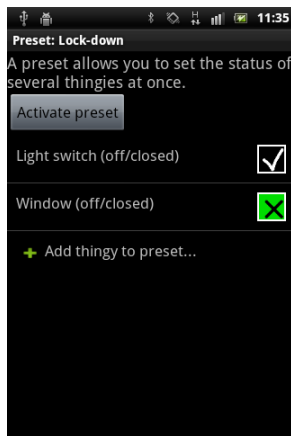 H
11:35
Preset: Lock-down
A preset allows you to set the status of
several thingies at once.
Activate preset
Light switch (off/closed)
Window (off/closed)
Add thingy to preset...